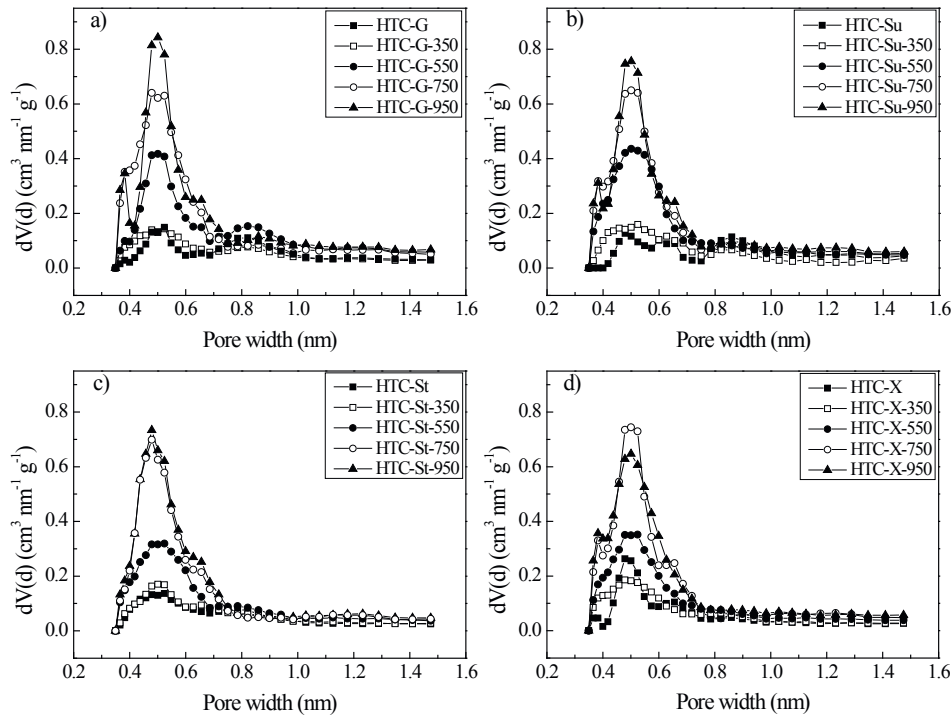 a)
HTC-G
HTC-G-350
HTC-G-550
HTC-G-750
HTC-G-950
0.8
0.6
0.4
0.2
0.0
dV(d) (cm³ nm⁻¹ g⁻¹)
0.2 0.4 0.6 0.8 1.0 1.2 1.4 1.6
Pore width (nm)
b)
HTC-Su
HTC-Su-350
HTC-Su-550
HTC-Su-750
HTC-Su-950
0.8
0.6
0.4
0.2
0.0
dV(d) (cm³ nm⁻¹ g⁻¹)
0.2 0.4 0.6 0.8 1.0 1.2 1.4 1.6
Pore width (nm)
c)
HTC-St
HTC-St-350
HTC-St-550
HTC-St-750
HTC-St-950
0.8
0.6
0.4
0.2
0.0
dV(d) (cm³ nm⁻¹ g⁻¹)
0.2 0.4 0.6 0.8 1.0 1.2 1.4 1.6
Pore width (nm)
d)
HTC-X
HTC-X-350
HTC-X-550
HTC-X-750
HTC-X-950
0.8
0.6
0.4
0.2
0.0
dV(d) (cm³ nm⁻¹ g⁻¹)
0.2 0.4 0.6 0.8 1.0 1.2 1.4 1.6
Pore width (nm)